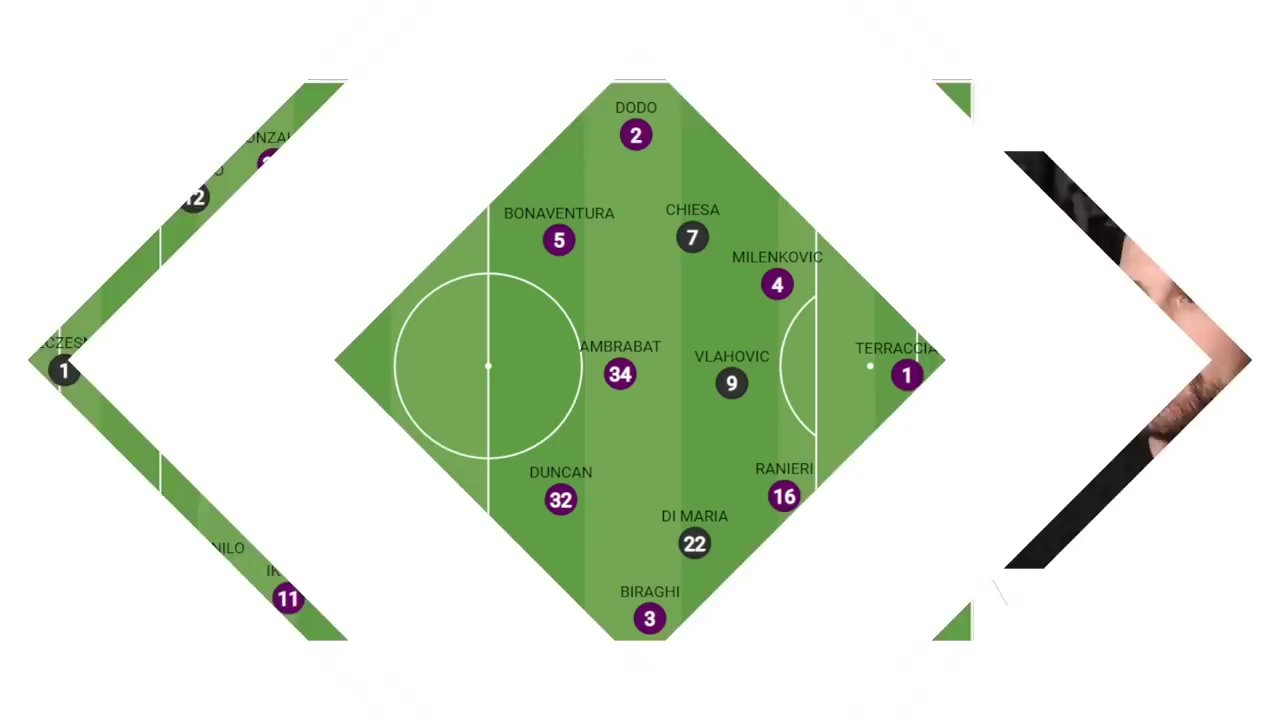 DODO
2
BONAVENTURA
5
CHIESA
7
MILENKOVIC
4
AMBRABAT
34
VLAHOVIC
9
TERRACCIA
1
DUNCAN
32
RANIERI
16
DI MARIA
22
BIRAGHI
3
12
1
11